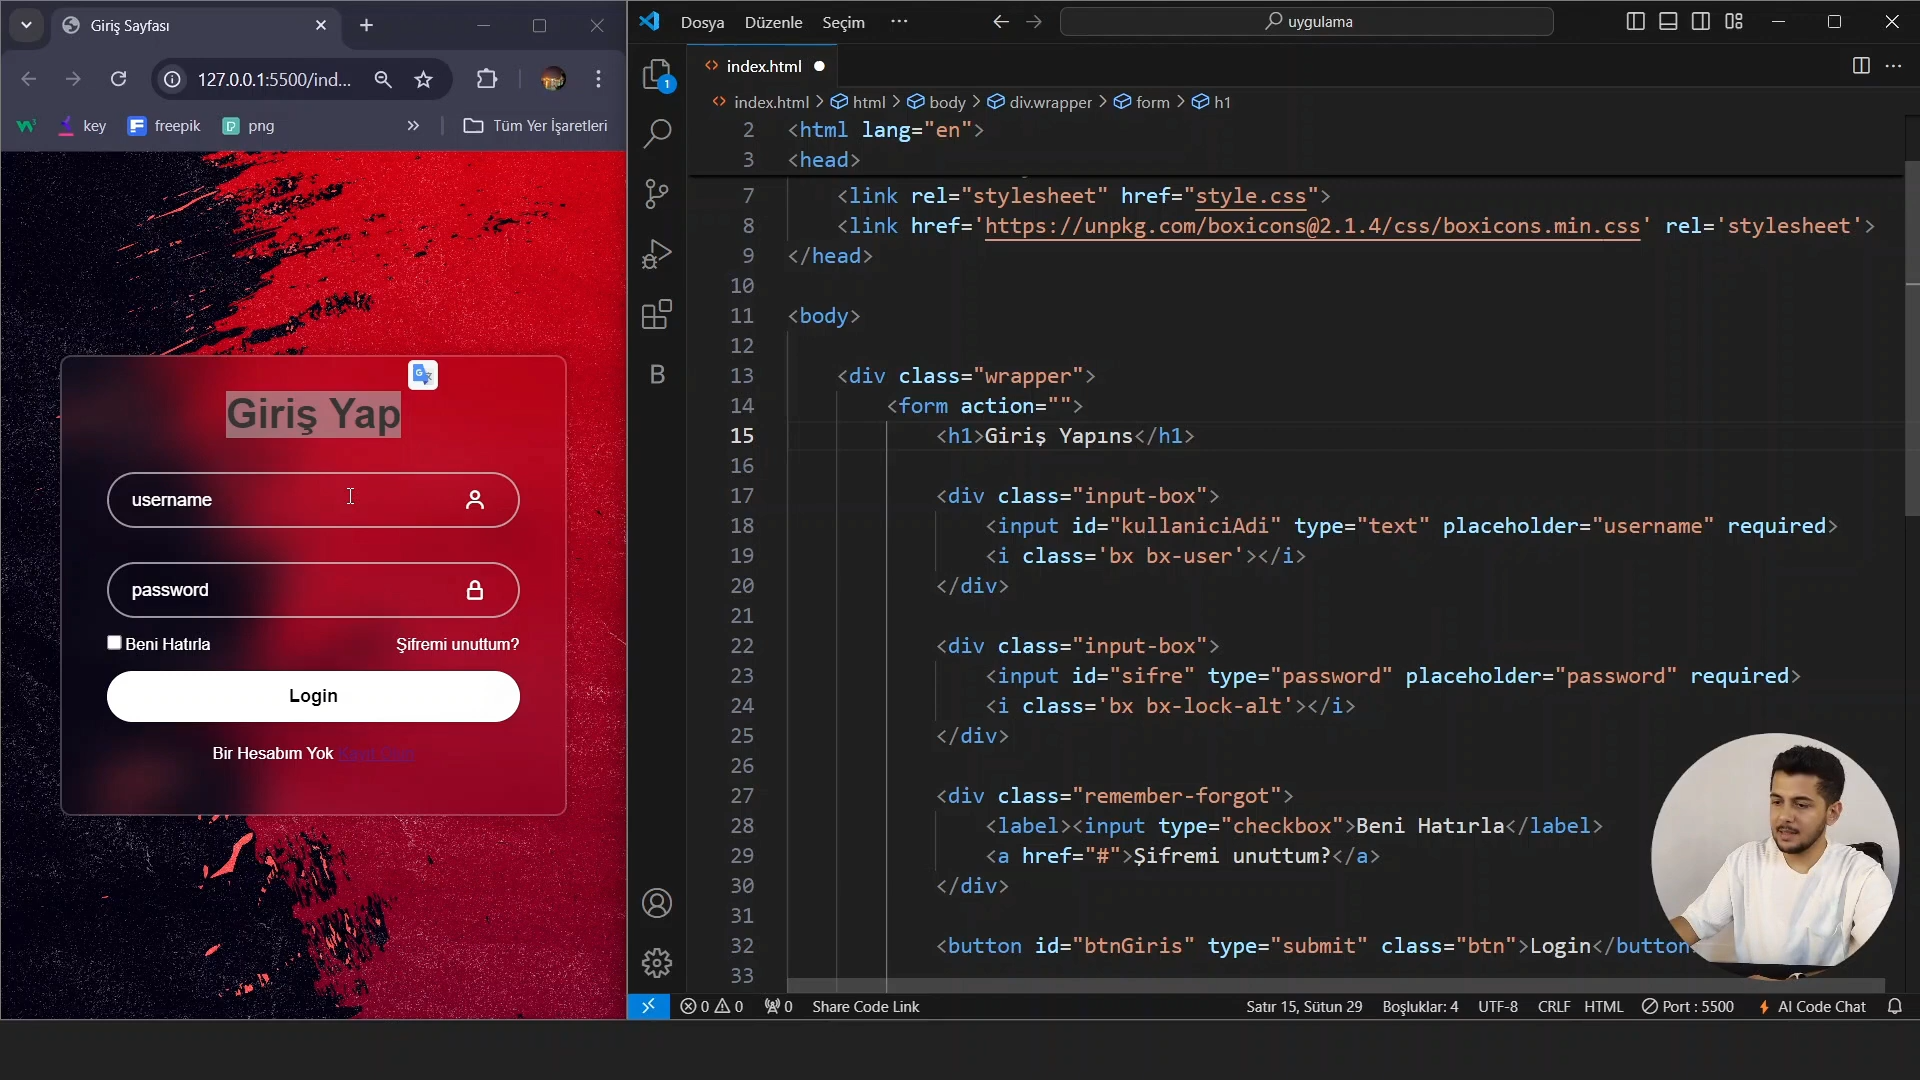 Giriş Sayfası
127.0.0.1:5500/ind...
key
freepik
png
Tüm Yer İşaretleri
Giriş Yap
username
password
Beni Hatırla
Şifremi unuttum?
Login
Bir Hesabım Yok
Dosya
Düzenle
Seçim
uygulama
index.html
index.html > html > body > div.wrapper > form > h1
2 <html lang="en">
3 <head>
7 <link rel="stylesheet" href="style.css">
8 <link href='https://unpkg.com/boxicons@2.1.4/css/boxicons.min.css' rel='stylesheet'>
9 </head>
10
11 <body>
12
13 <div class="wrapper">
14 <form action="">
15 <h1>Giriş Yapıns</h1>
16
17 <div class="input-box">
18 <input id="kullaniciAdi" type="text" placeholder="username" required>
19 <i class='bx bx-user'></i>
20 </div>
21
22 <div class="input-box">
23 <input id="sifre" type="password" placeholder="password" required>
24 <i class='bx bx-lock-alt'></i>
25 </div>
26
27 <div class="remember-forgot">
28 <label><input type="checkbox">Beni Hatırla</label>
29 <a href="#">Şifremi unuttum?</a>
30 </div>
31
32 <button id="btnGiris" type="submit" class="btn">Login</button
33
1
B
0 0
0
Share Code Link
Satır 15, Sütun 29
Boşluklar: 4
UTF-8
CRLF
HTML
Port : 5500
AI Code Chat